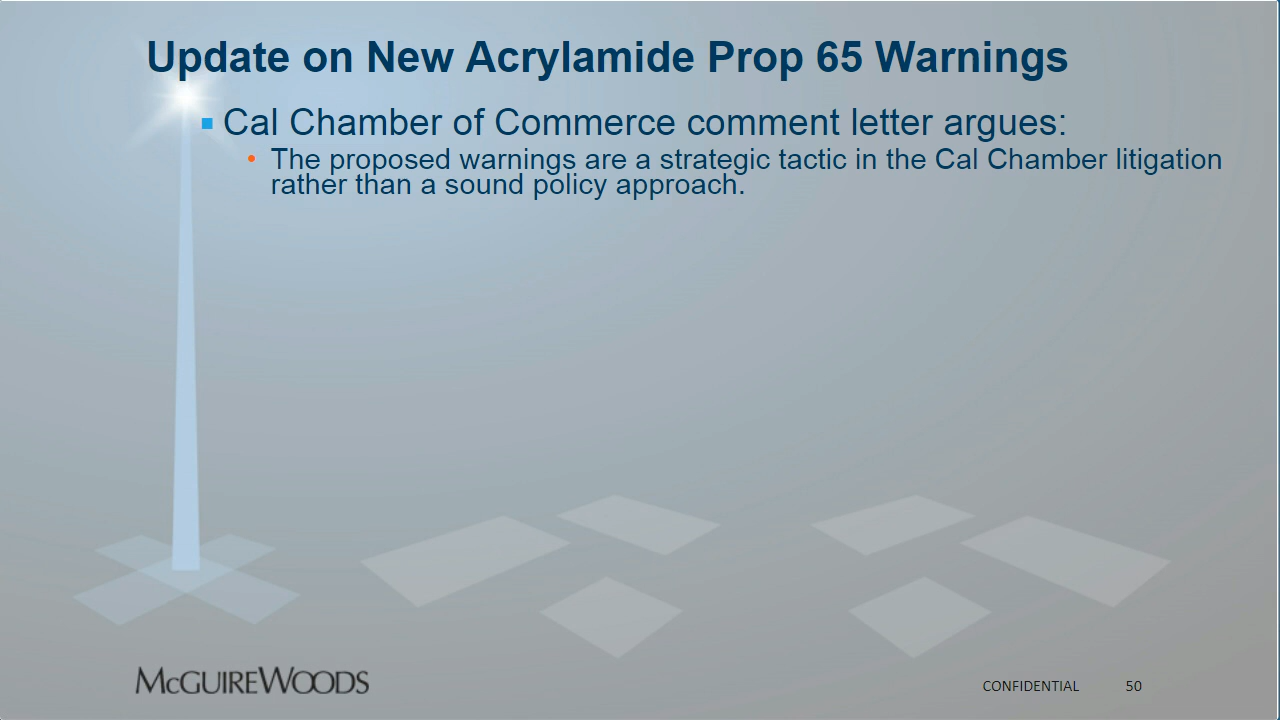 Update on New Acrylamide Prop 65 Warnings
Cal Chamber of Commerce comment letter argues:
The proposed warnings are a strategic tactic in the Cal Chamber litigation
rather than a sound policy approach.
McGuireWoods
CONFIDENTIAL 50